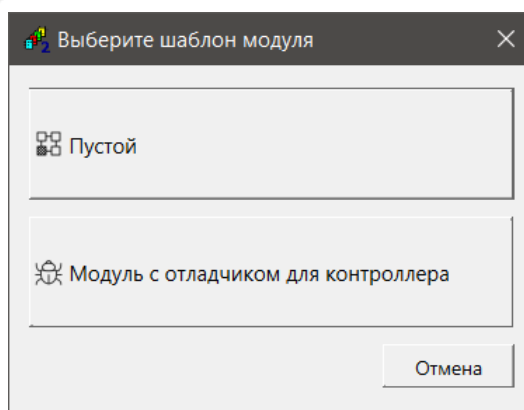 Выберите шаблон модуля
Пустой
Модуль с отладчиком для контроллера
Отмена